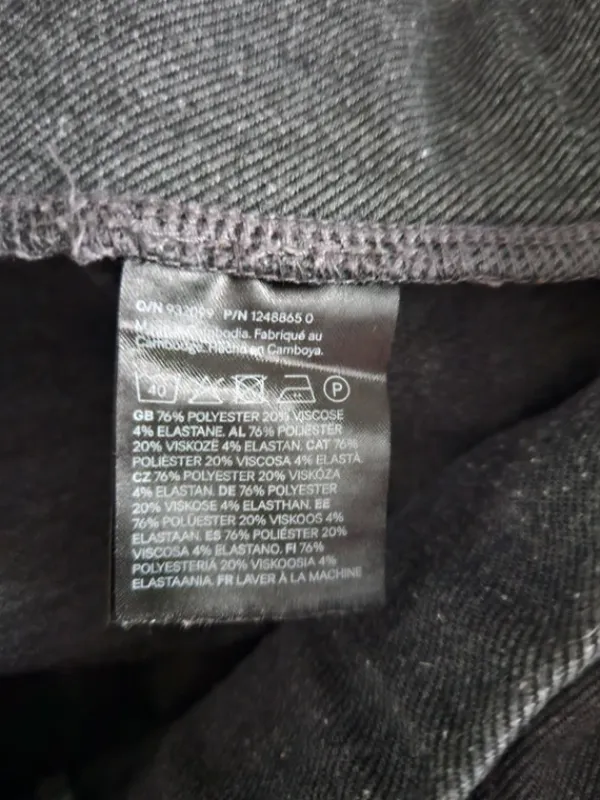 O/N 932099 P/N 1248865 0
Made in Cambodia. Fabriqué au
Cambodge. Hecho en Camboya.
40 P
GB 76% POLYESTER 20% VISCOSE
4% ELASTANE. AL 76% POLIESTER
20% VISKOZË 4% ELASTAN. CAT 76%
POLIÈSTER 20% VISCOSA 4% ELASTÀ.
CZ 76% POLYESTER 20% VISKÓZA
4% ELASTAN. DE 76% POLYESTER
20% VISKOSE 4% ELASTHAN. EE
76% POLÜESTER 20% VISKOOS 4%
ELASTAAN. ES 76% POLIÉSTER 20%
VISCOSA 4% ELASTANO. FI 76%
POLYESTERIÄ 20% VISKOOSIA 4%
ELASTAANIA. FR LAVER À LA MACHINE